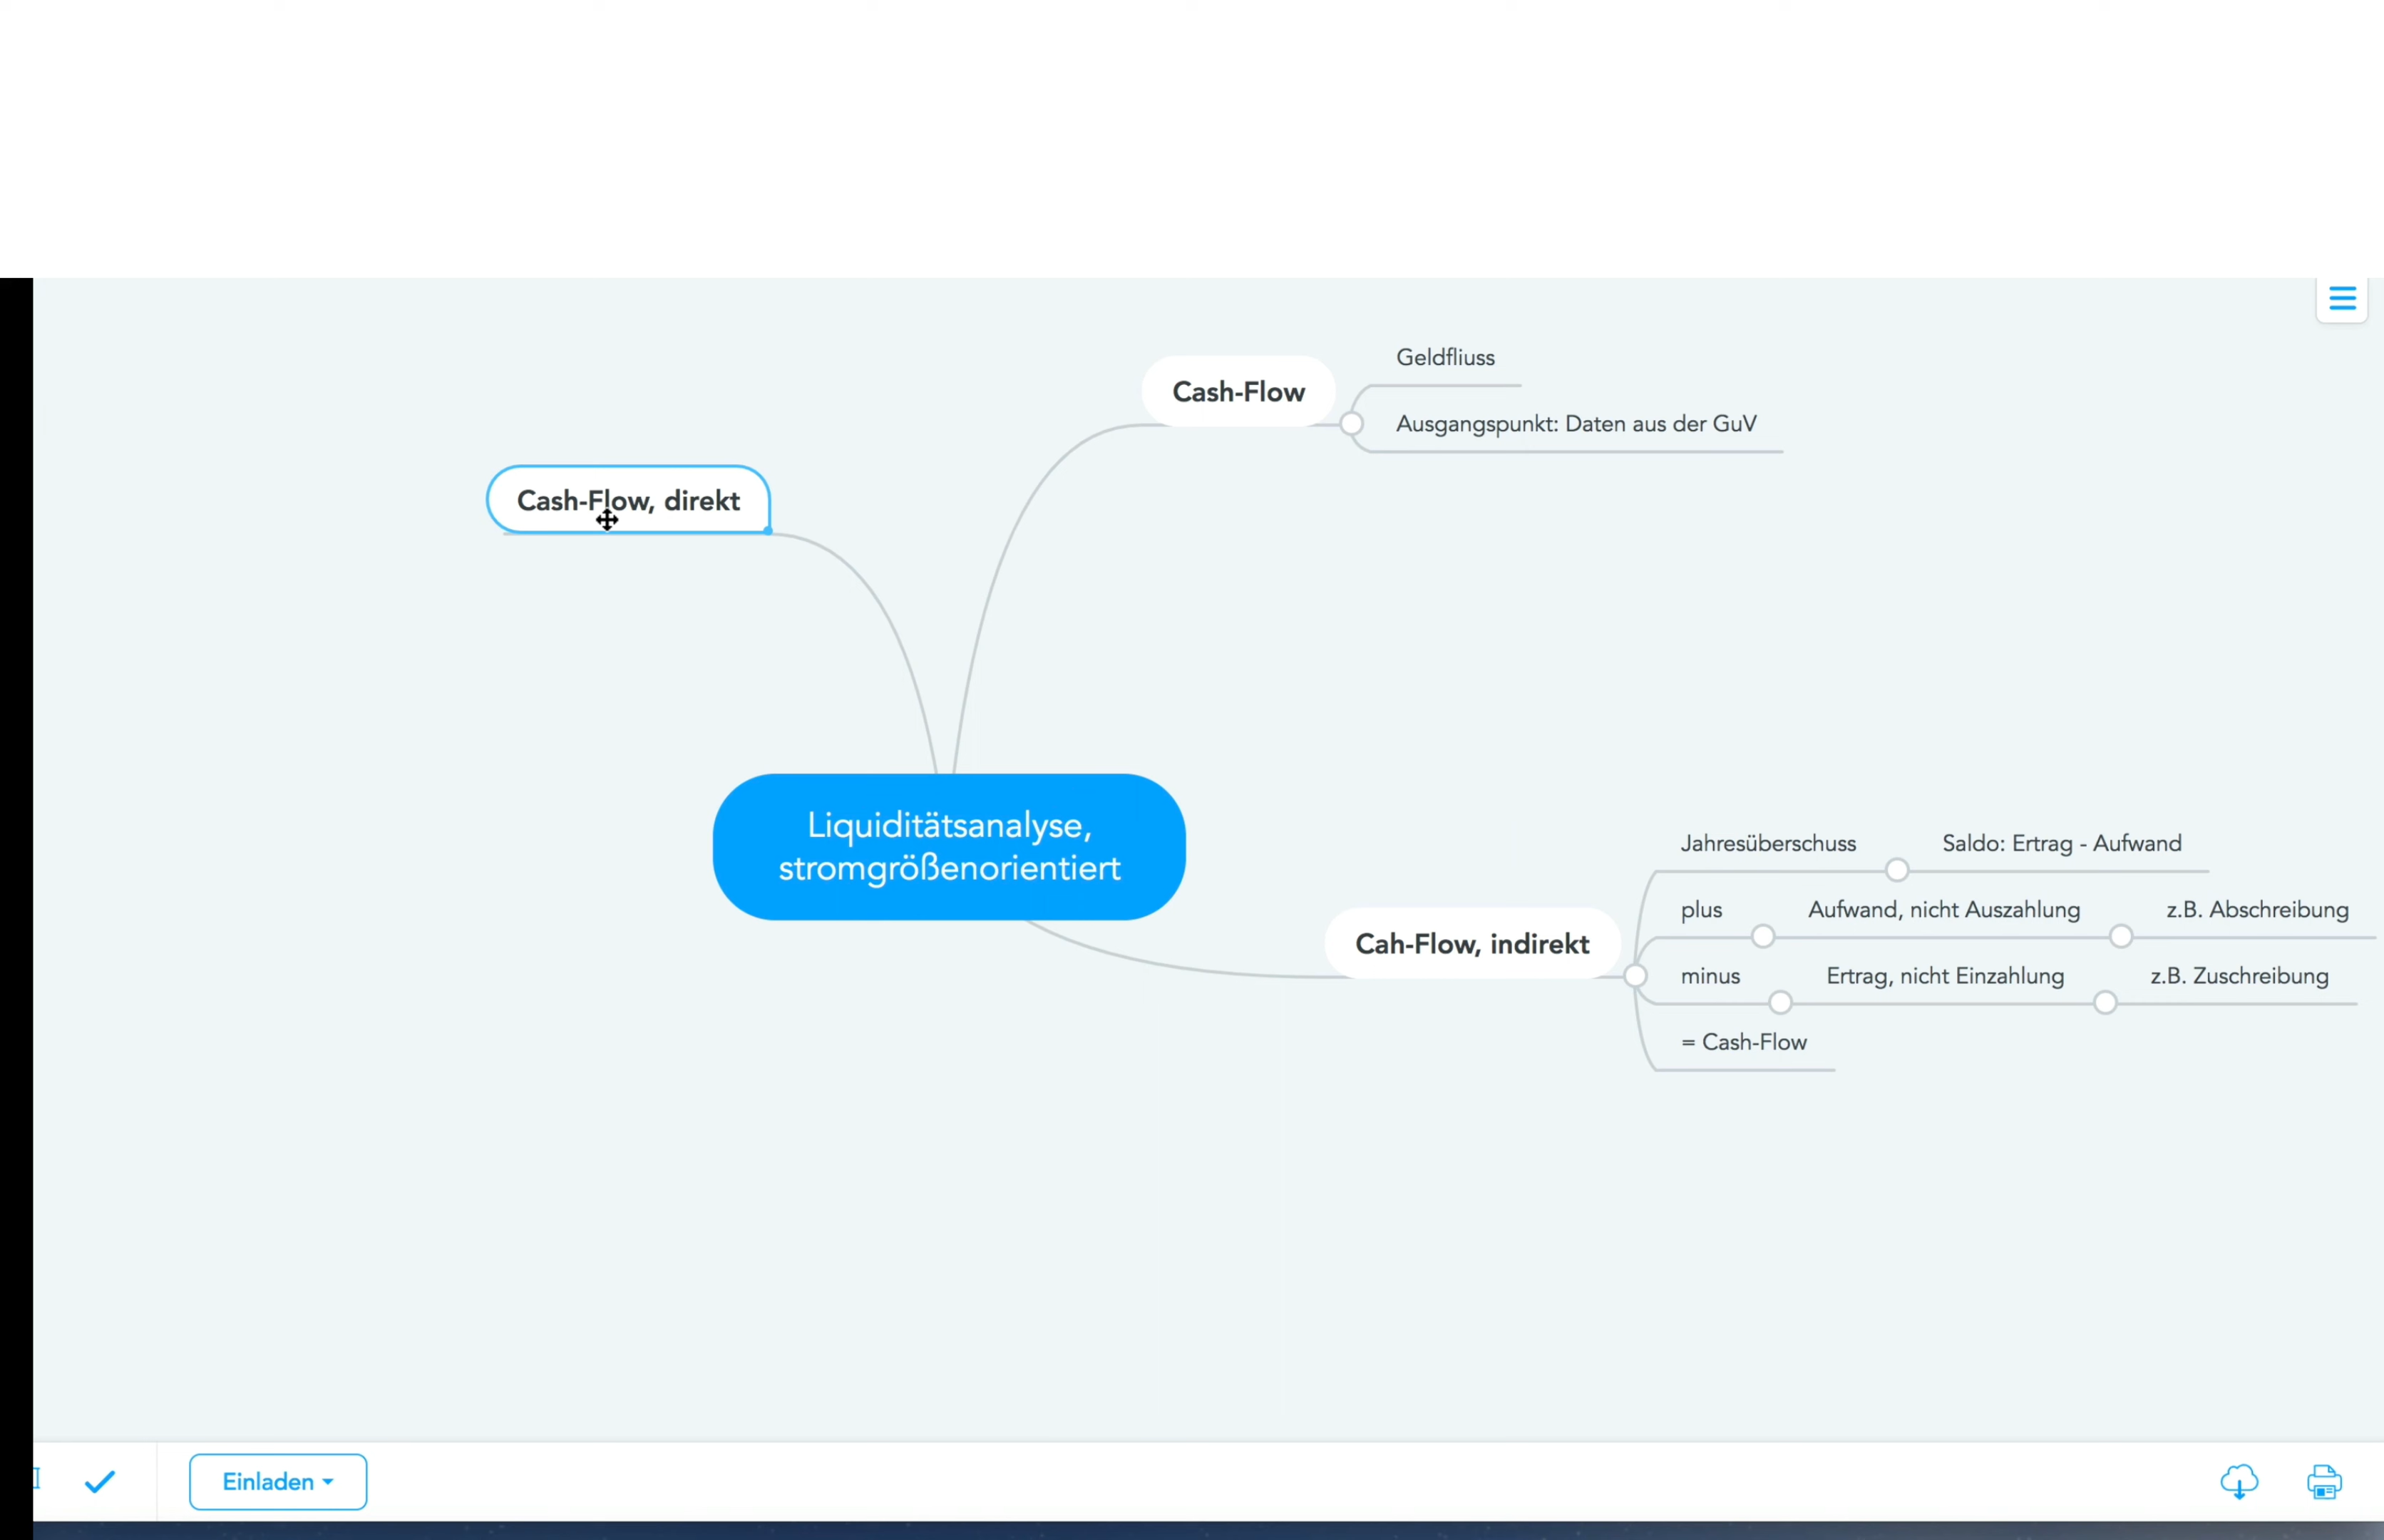 Geldfliuss
Cash-Flow
Ausgangspunkt: Daten aus der GuV
Cash-Flow, direkt
Liquiditätsanalyse,
stromgrößenorientiert
Jahresüberschuss Saldo: Ertrag - Aufwand
plus Aufwand, nicht Auszahlung z.B. Abschreibung
Cah-Flow, indirekt
minus Ertrag, nicht Einzahlung z.B. Zuschreibung
= Cash-Flow
Einladen